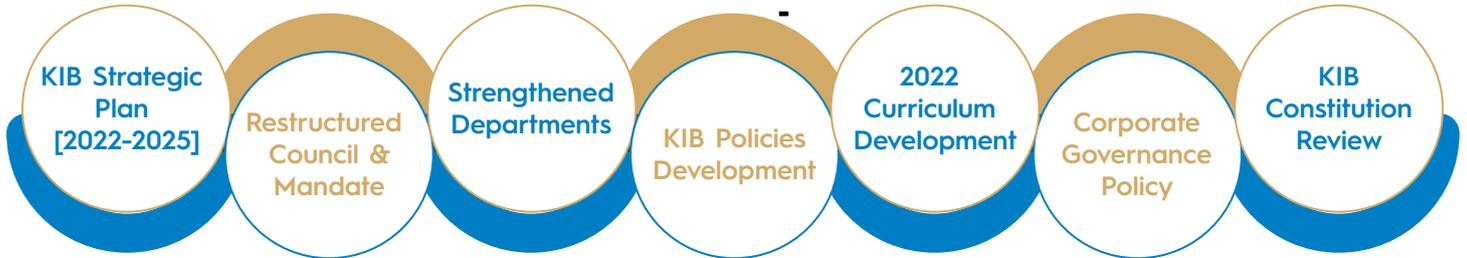 KIB Strategic
Plan
[2022-2025]
Restructured
Council &
Mandate
Strengthened
Departments
KIB Policies
Development
-
2022
Curriculum
Development
Corporate
Governance
Policy
KIB
Constitution
Review